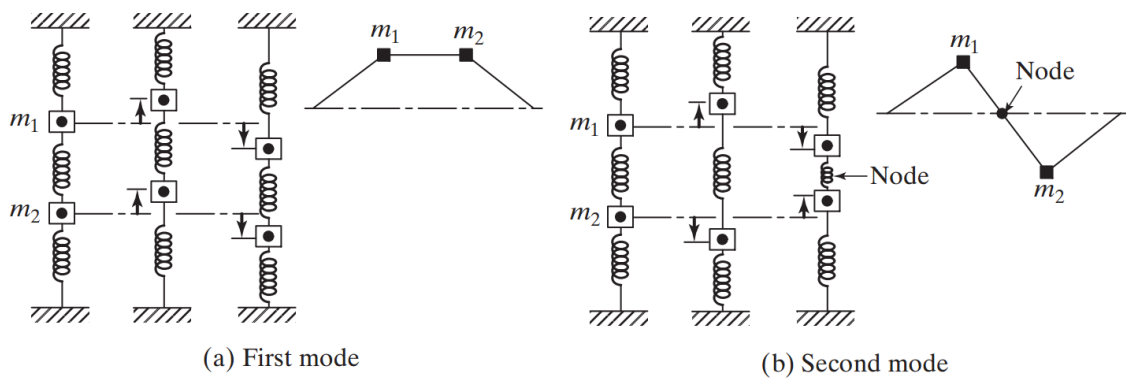 m₁ m₂
m₁
m₂
(a) First mode
m₁
Node
m₁
Node
m₂
m₂
(b) Second mode